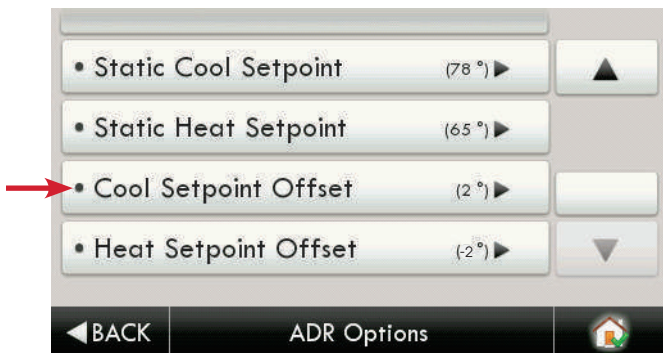 • Static Cool Setpoint (78 °)▶
• Static Heat Setpoint (65 °)▶
• Cool Setpoint Offset (2 °)▶
• Heat Setpoint Offset (-2°)▶
◀BACK ADR Options